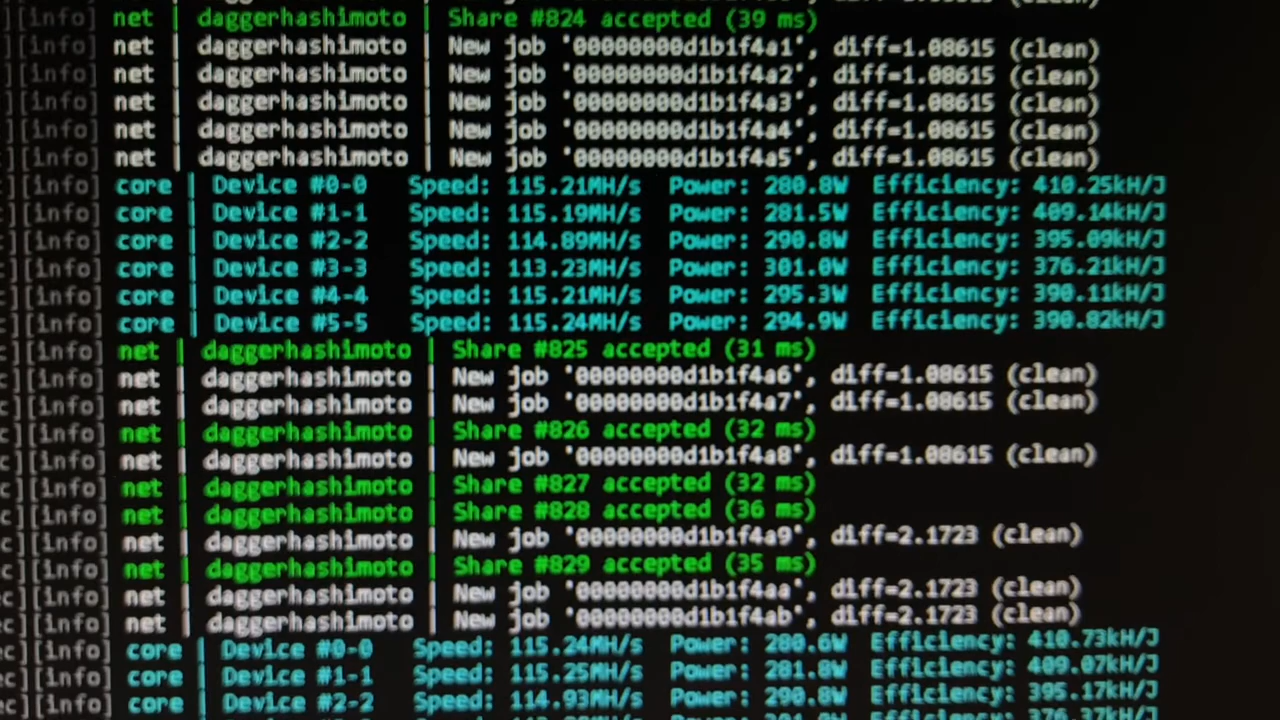 [info] net | daggerhashimoto | Share #824 accepted (39 ms)
][info] net | daggerhashimoto | New job '00000000d1b1f4a1', diff=1.08615 (clean)
][info] net | daggerhashimoto | New job '00000000d1b1f4a2', diff=1.08615 (clean)
][info] net | daggerhashimoto | New job '00000000d1b1f4a3', diff=1.08615 (clean)
][info] net | daggerhashimoto | New job '00000000d1b1f4a4', diff=1.08615 (clean)
][info] net | daggerhashimoto | New job '00000000d1b1f4a5', diff=1.08615 (clean)
][info] core | Device #0-0 Speed: 115.21MH/s Power: 280.8W Efficiency: 410.25kH/J
][info] core | Device #1-1 Speed: 115.19MH/s Power: 281.5W Efficiency: 409.14kH/J
][info] core | Device #2-2 Speed: 114.89MH/s Power: 290.8W Efficiency: 395.09kH/J
][info] core | Device #3-3 Speed: 113.23MH/s Power: 301.0W Efficiency: 376.21kH/J
][info] core | Device #4-4 Speed: 115.21MH/s Power: 295.3W Efficiency: 390.11kH/J
][info] core | Device #5-5 Speed: 115.24MH/s Power: 294.9W Efficiency: 390.82kH/J
][info] net | daggerhashimoto | Share #825 accepted (31 ms)
c][info] net | daggerhashimoto | New job '00000000d1b1f4a6', diff=1.08615 (clean)
c][info] net | daggerhashimoto | New job '00000000d1b1f4a7', diff=1.08615 (clean)
c][info] net | daggerhashimoto | Share #826 accepted (32 ms)
c][info] net | daggerhashimoto | New job '00000000d1b1f4a8', diff=1.08615 (clean)
c][info] net | daggerhashimoto | Share #827 accepted (32 ms)
c][info] net | daggerhashimoto | Share #828 accepted (36 ms)
c][info] net | daggerhashimoto | New job '00000000d1b1f4a9', diff=2.1723 (clean)
c][info] net | daggerhashimoto | Share #829 accepted (35 ms)
ec][info] net | daggerhashimoto | New job '00000000d1b1f4aa', diff=2.1723 (clean)
ec][info] net | daggerhashimoto | New job '00000000d1b1f4ab', diff=2.1723 (clean)
ec][info] core | Device #0-0 Speed: 115.24MH/s Power: 280.6W Efficiency: 410.73kH/J
ec][info] core | Device #1-1 Speed: 115.25MH/s Power: 281.8W Efficiency: 409.07kH/J
ec][info] core | Device #2-2 Speed: 114.93MH/s Power: 290.8W Efficiency: 395.17kH/J